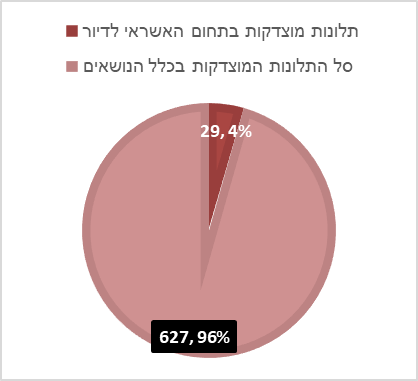 תלונות מוצדקות בתחום האשראי לדיור
סל התלונות המוצדקות בכלל הנושאים
29, 4%
627, 96%